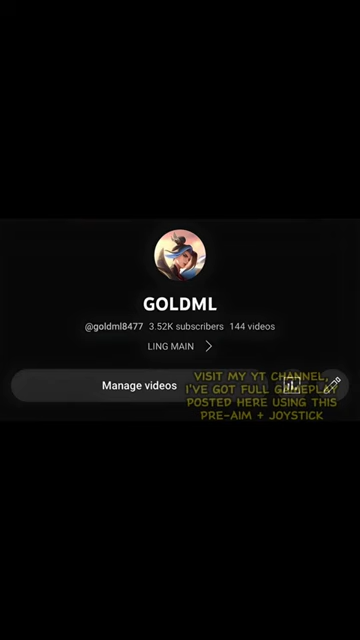 GOLDML
@goldml8477 3.52K subscribers 144 videos
LING MAIN
Manage videos
VISIT MY YT CHANNEL,
I'VE GOT FULL GAMEPLAY
POSTED HERE USING THIS
PRE-AIM + JOYSTICK